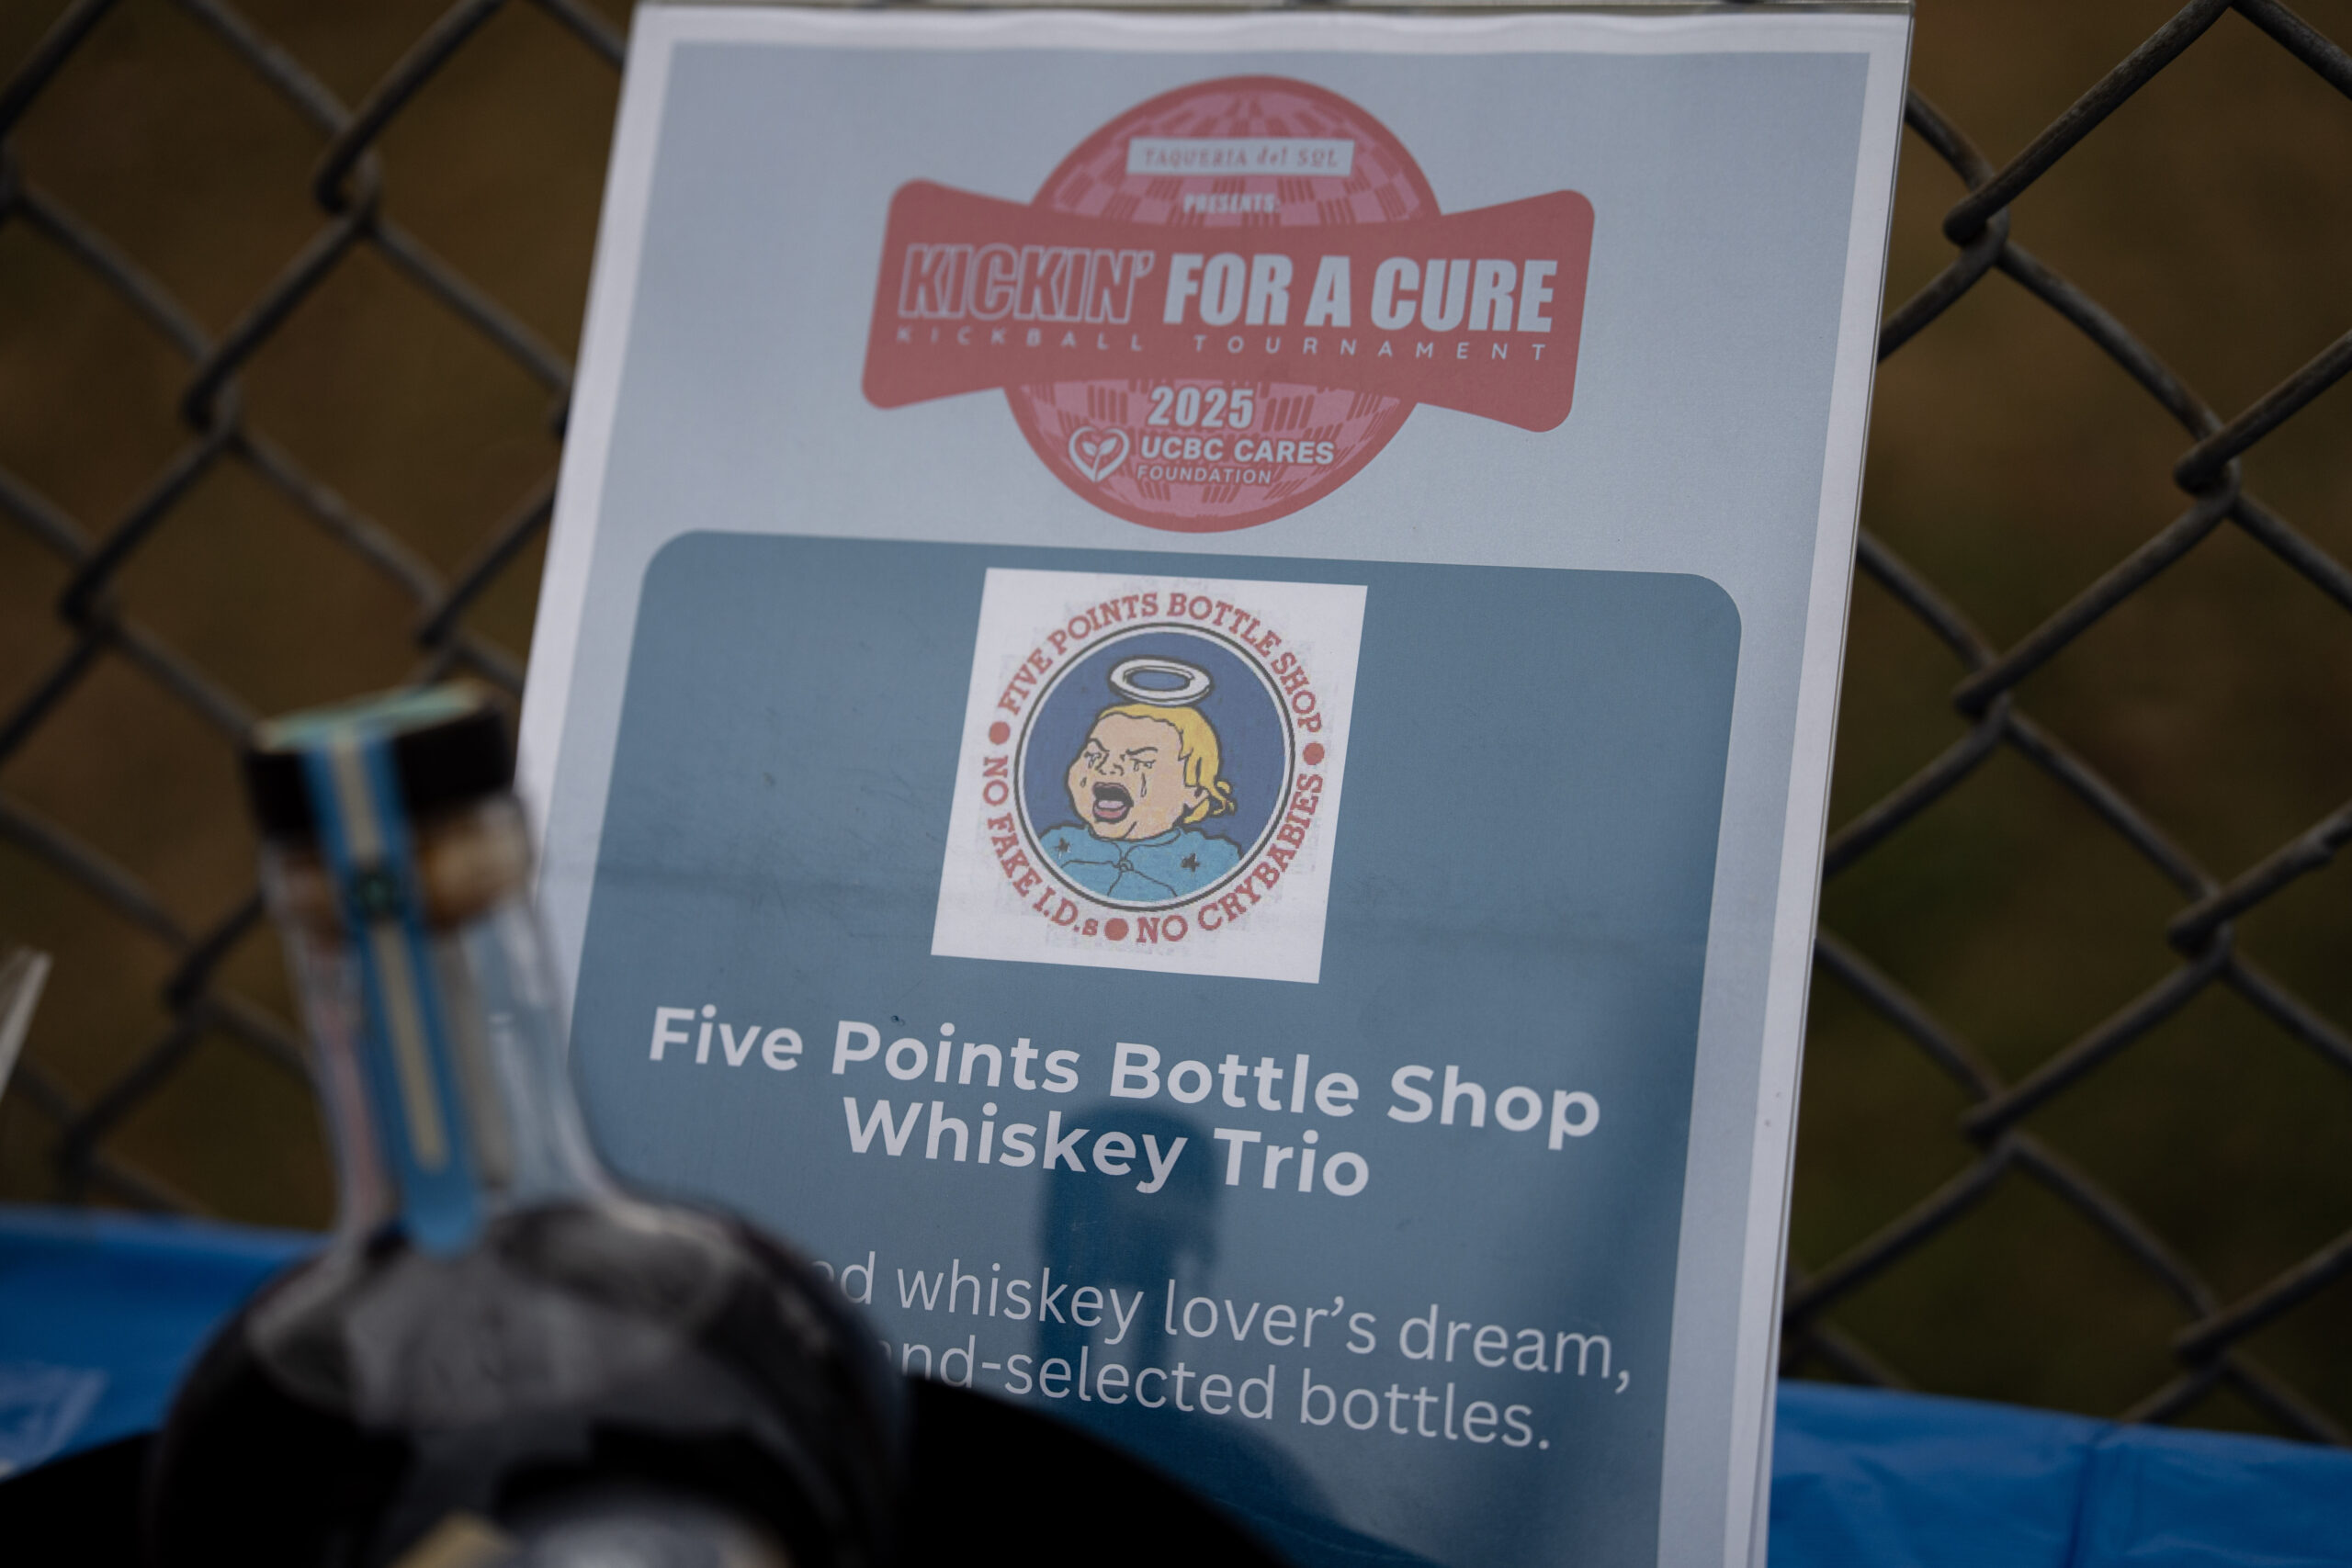 TAQUERIA del SOL
PRESENTS
KICKIN' FOR A CURE
KICKBALL TOURNAMENT
2025
UCBC CARES
FOUNDATION
FIVE POINTS BOTTLE SHOP
NO CRYBABIES
ON FAKE I.D.s
Five Points Bottle Shop
Whiskey Trio
whiskey lover's dream,
selected bottles.